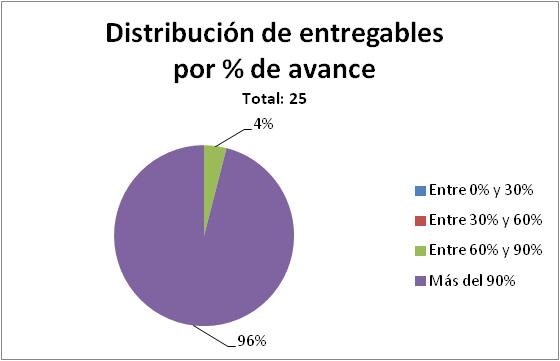 Distribución de entregables
por % de avance
Total: 25
4%
Entre 0% y 30%
Entre 30% y 60%
Entre 60% y 90%
Más del 90%
96%